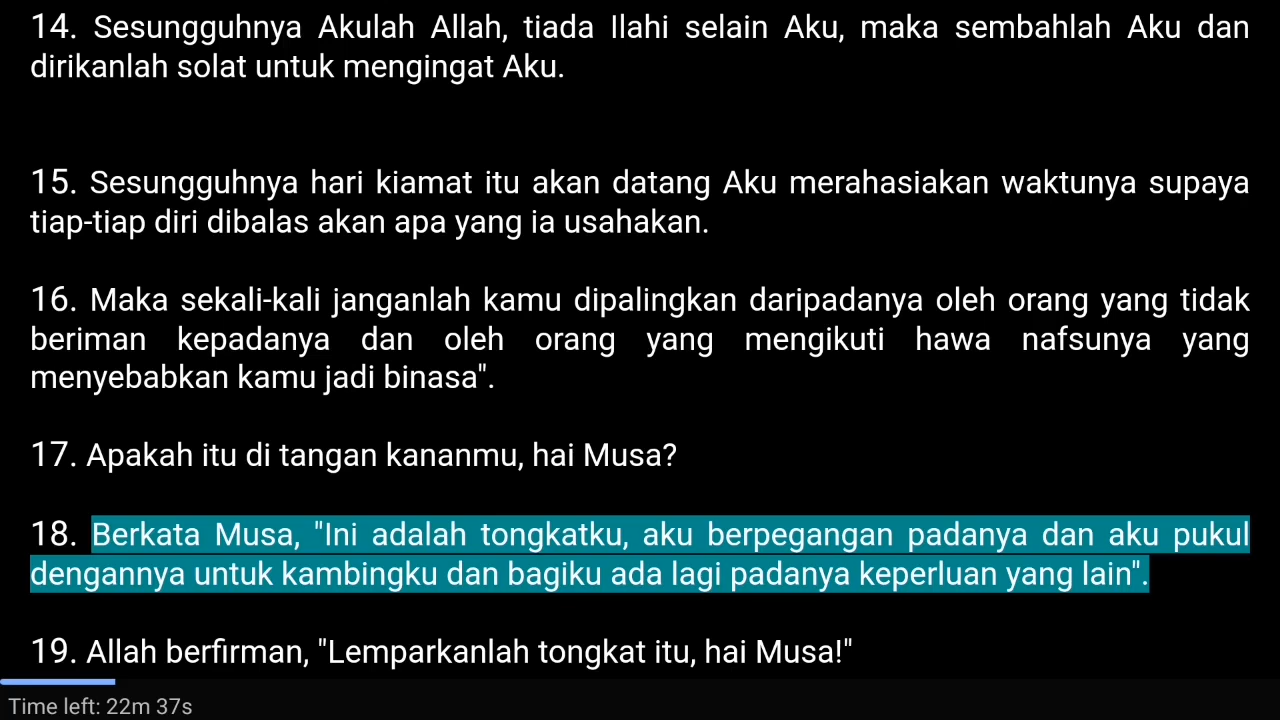 14. Sesungguhnya Akulah Allah, tiada Ilahi selain Aku, maka sembahlah Aku dan
dirikanlah solat untuk mengingat Aku.
15. Sesungguhnya hari kiamat itu akan datang Aku merahasiakan waktunya supaya
tiap-tiap diri dibalas akan apa yang ia usahakan.
16. Maka sekali-kali janganlah kamu dipalingkan daripadanya oleh orang yang tidak
beriman kepadanya dan oleh orang yang mengikuti hawa nafsunya yang
menyebabkan kamu jadi binasa".
17. Apakah itu di tangan kananmu, hai Musa?
18. Berkata Musa, "Ini adalah tongkatku, aku berpegangan padanya dan aku pukul
dengannya untuk kambingku dan bagiku ada lagi padanya keperluan yang lain".
19. Allah berfirman, "Lemparkanlah tongkat itu, hai Musa!"
Time left: 22m 37s